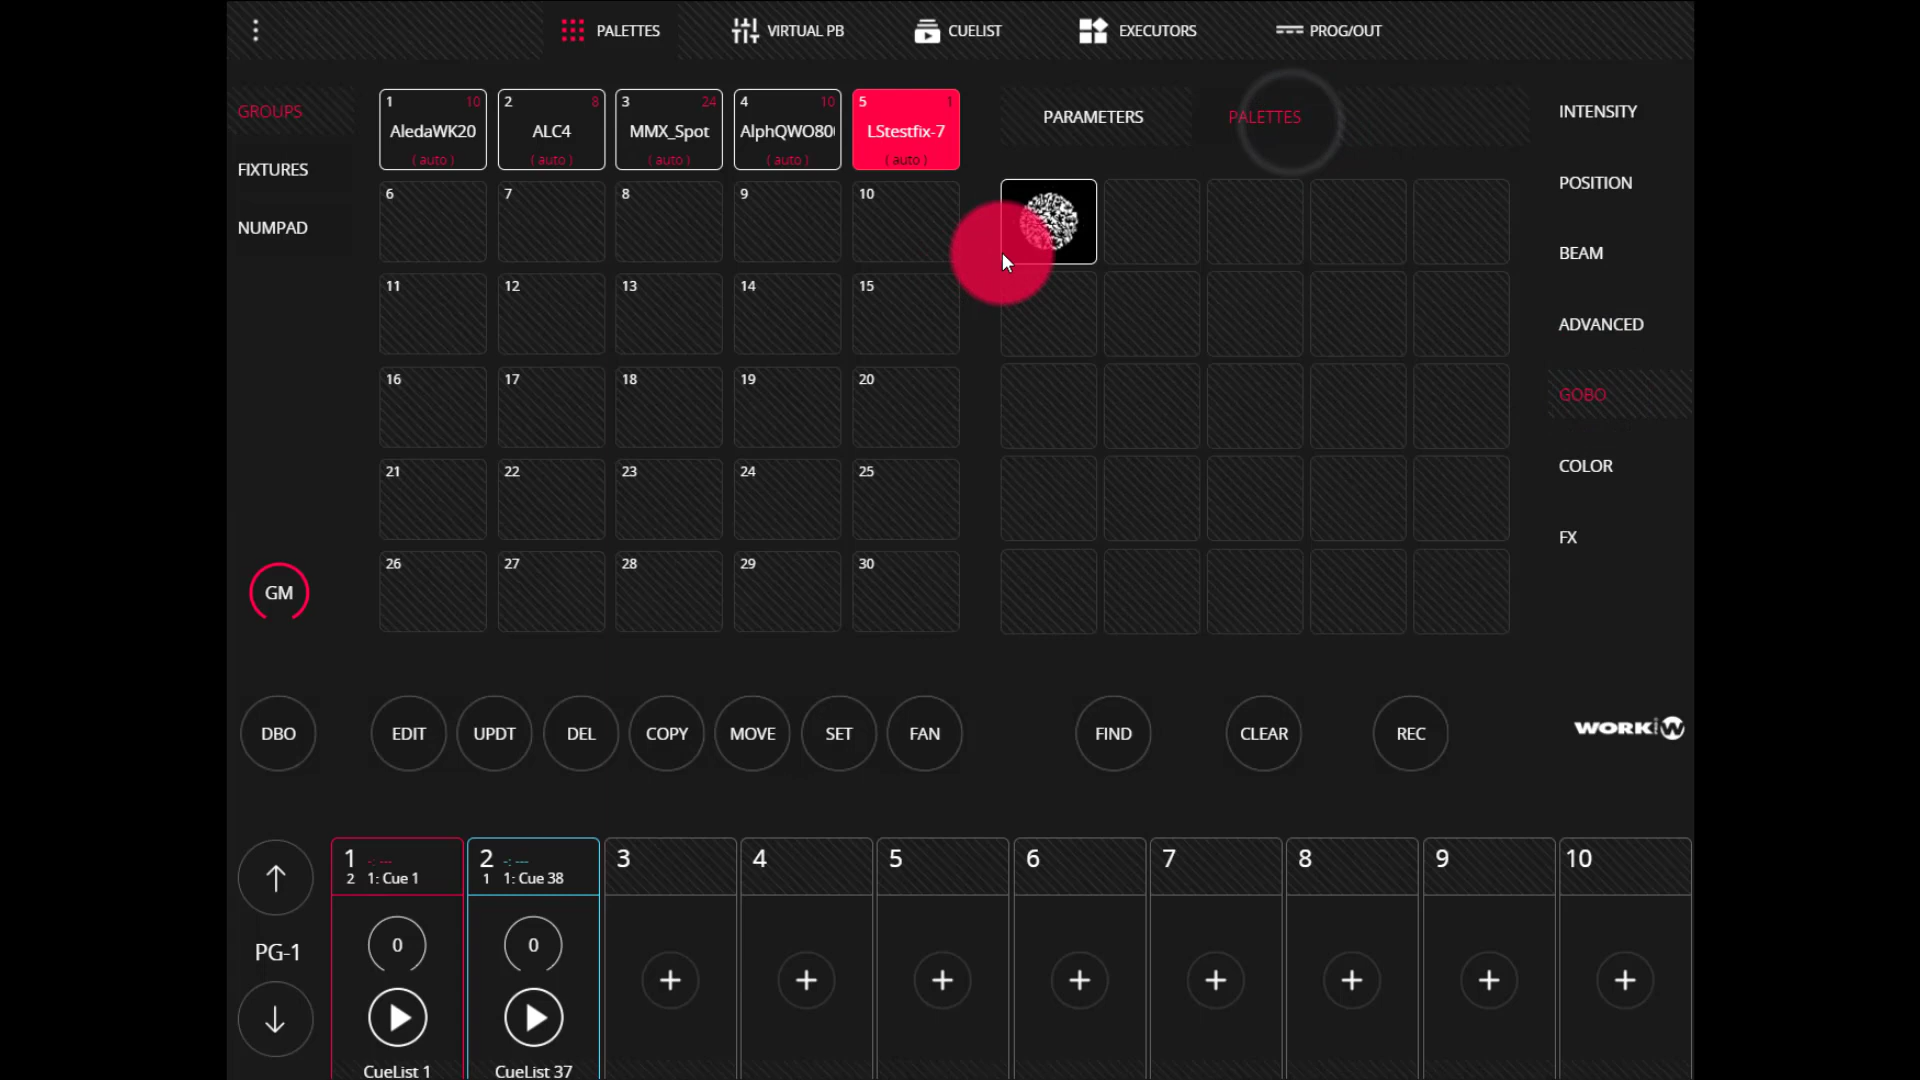 PALETTES
VIRTUAL PB
CUELIST
EXECUTORS
PROG/OUT
GROUPS
FIXTURES
NUMPAD
1 10
AledaWK20
( auto )
2 8
ALC4
( auto )
3 24
MMX_Spot
( auto )
4 10
AlphQWO80
( auto )
5 1
LStestfix-7
( auto )
6 7 8 9 10
11 12 13 14 15
16 17 18 19 20
21 22 23 24 25
26 27 28 29 30
PARAMETERS
PALETTES
INTENSITY
POSITION
BEAM
ADVANCED
GOBO
COLOR
FX
GM
DBO
EDIT
UPDT
DEL
COPY
MOVE
SET
FAN
FIND
CLEAR
REC
WORK W
PG-1
1 -: ---
2 1: Cue 1
0
CueList 1
2 -: ---
1 1: Cue 38
0
CueList 37
3
4
5
6
7
8
9
10